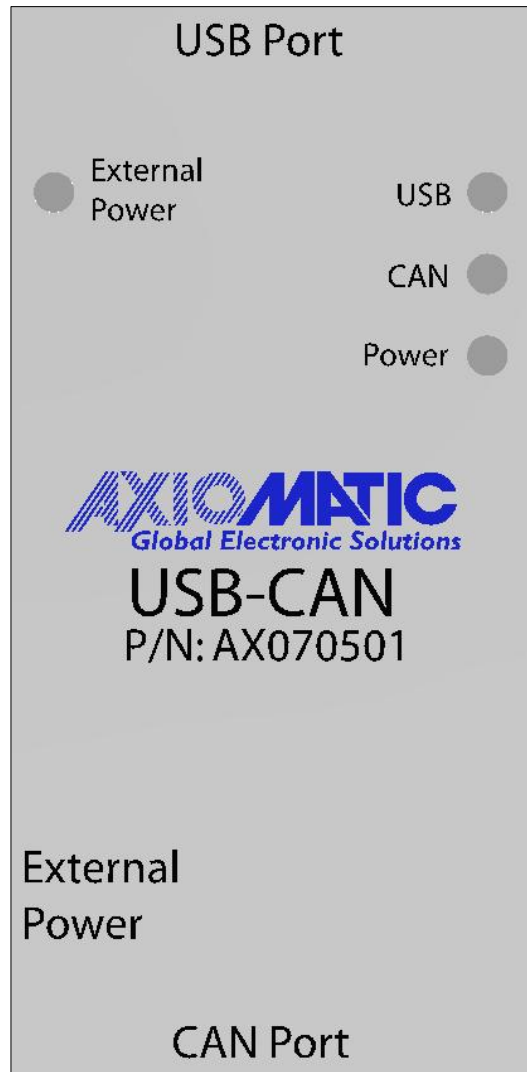 USB Port
External
Power
USB
CAN
Power
AXIOMATIC
Global Electronic Solutions
USB-CAN
P/N: AX070501
External
Power
CAN Port